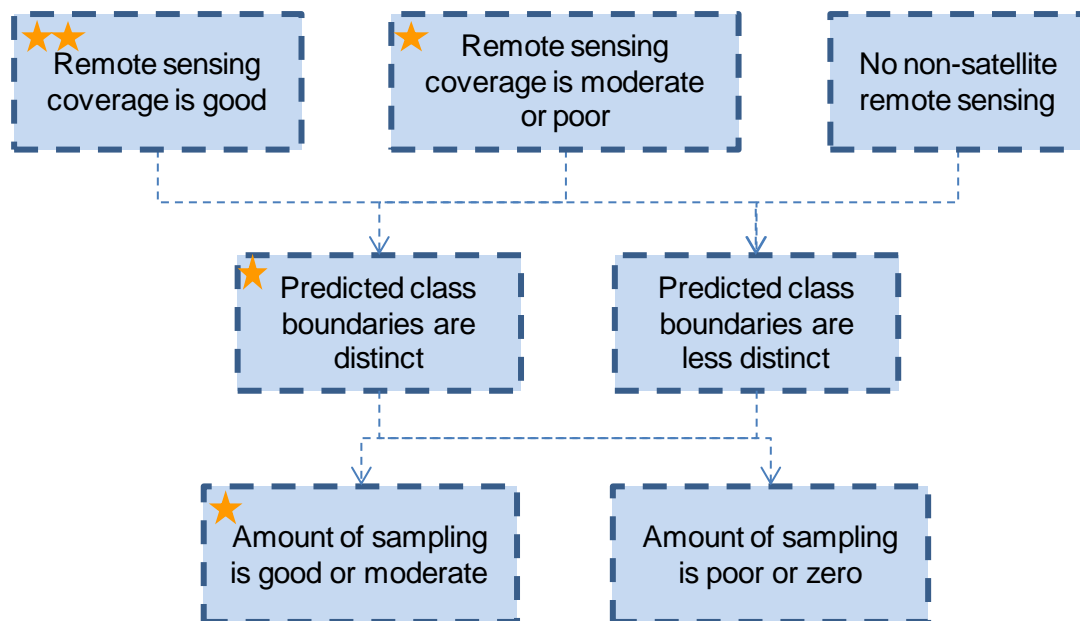 Remote sensing
coverage is good
Remote sensing
coverage is moderate
or poor
No non-satellite
remote sensing
Predicted class
boundaries are
distinct
Predicted class
boundaries are
less distinct
Amount of sampling
is good or moderate
Amount of sampling
is poor or zero